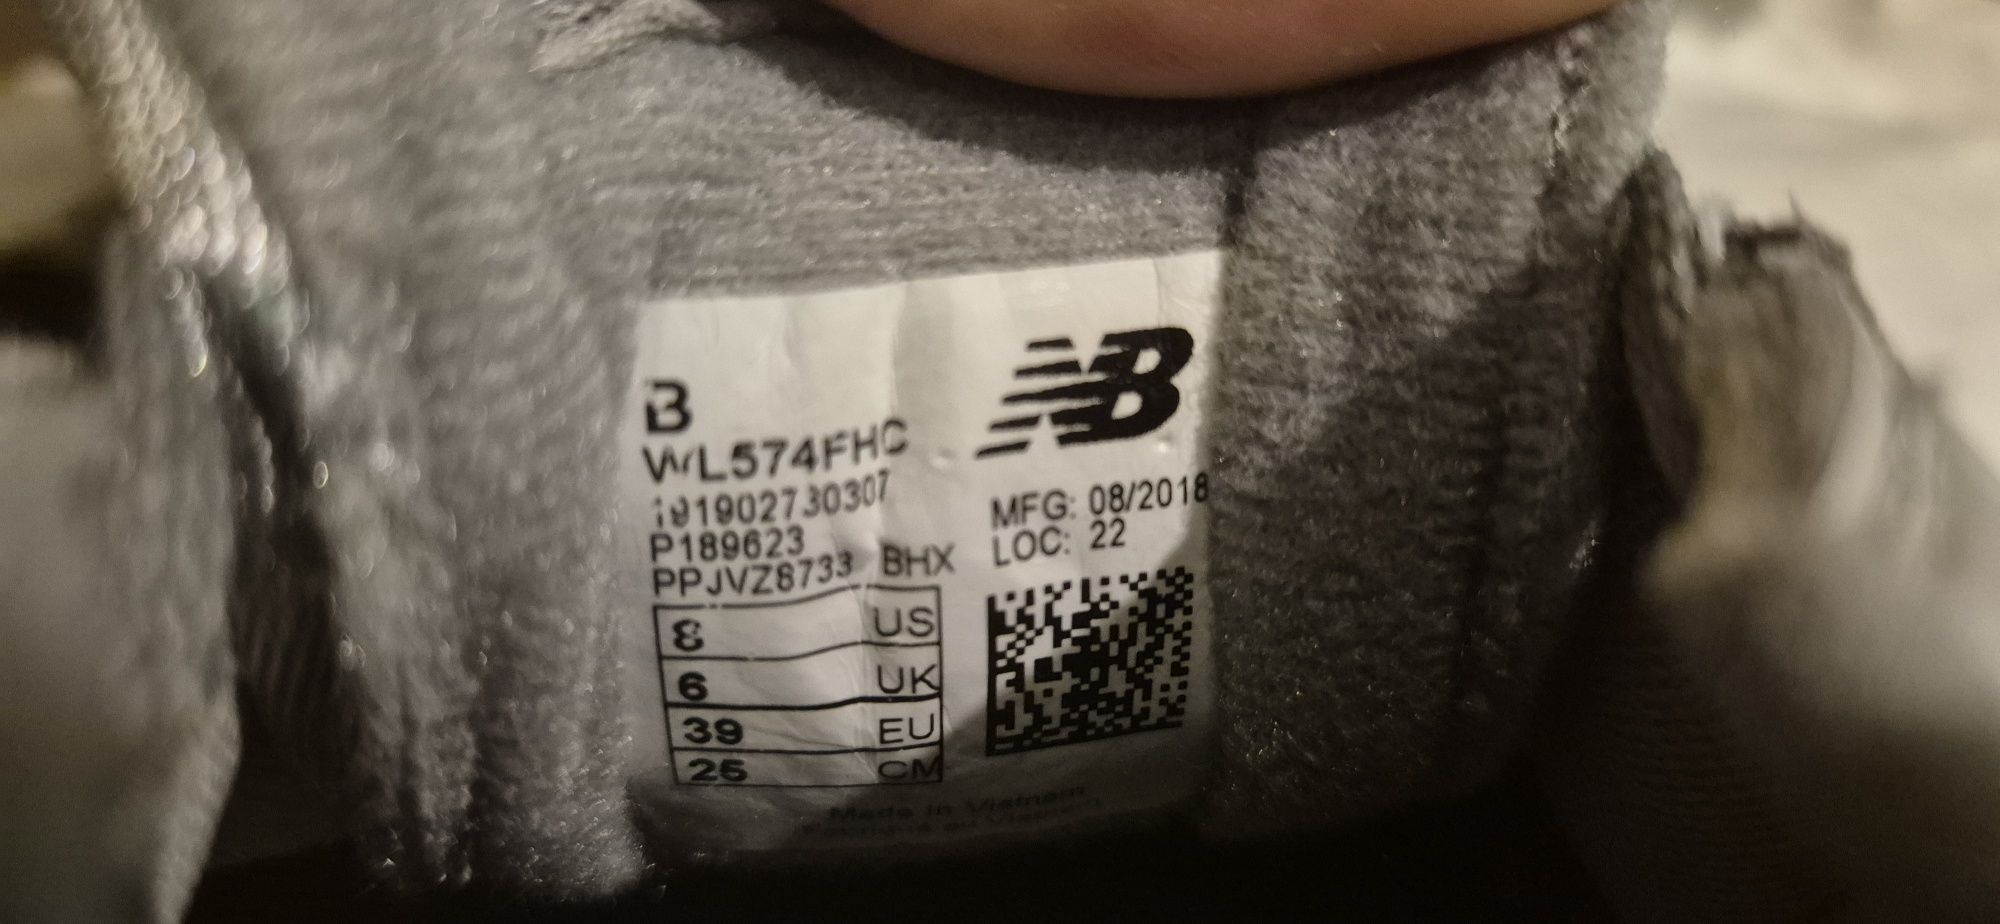 B
NB
WL574FHC
191902730307
P189623
PPJVZ8733 BHX
MFG: 08/2018
LOC: 22
8 US
6 UK
39 EU
25 CM
Made in Vietnam